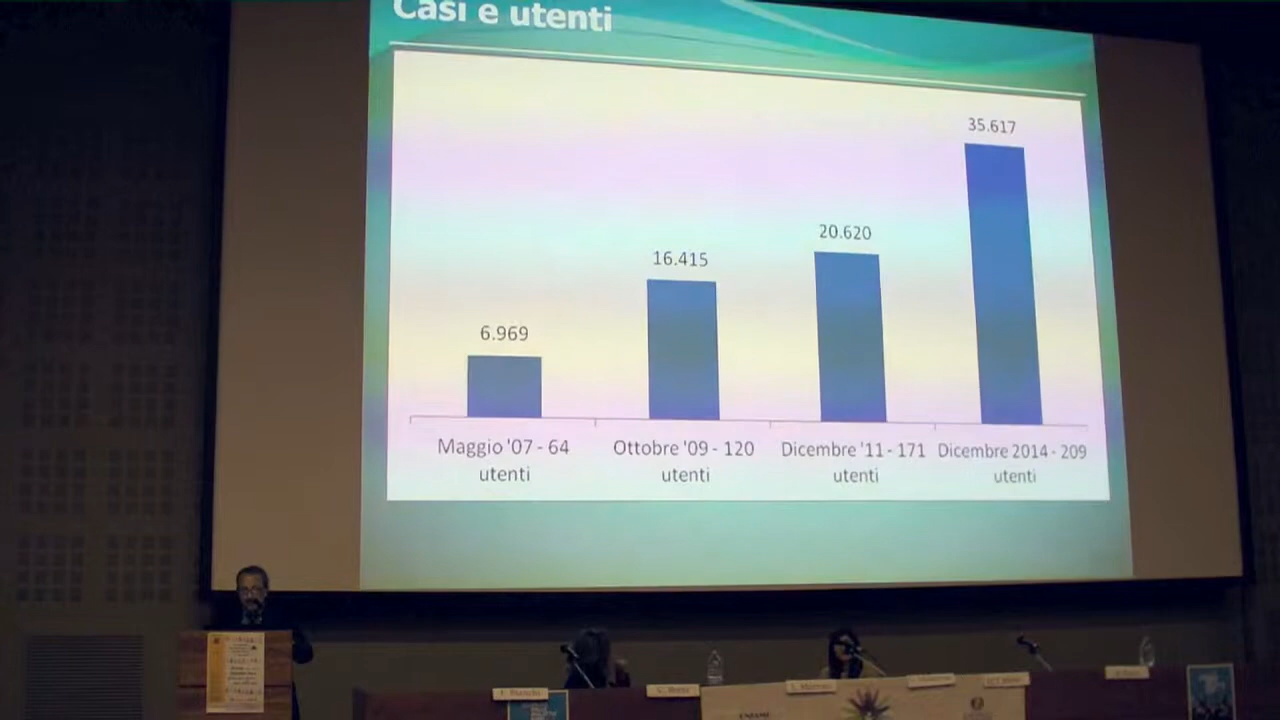 Casi e utenti
35.617
20.620
16.415
6.969
Maggio '07 - 64
utenti
Ottobre '09 - 120
utenti
Dicembre '11 - 171
utenti
Dicembre 2014 - 209
utenti